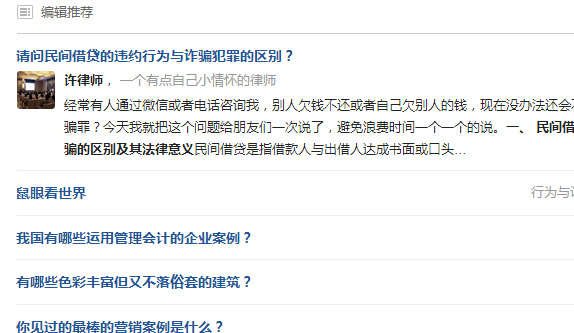 编辑推荐
请问民间借贷的违约行为与诈骗犯罪的区别？
许律师，一个有点自己小情怀的律师
经常有人通过微信或者电话咨询我，别人欠钱不还或者自己欠别人的钱，现在没办法还会
骗罪？今天我就把这个问题给朋友们一次说了，避免浪费时间一个一个的说。一、 民间借
骗的区别及其法律意义民间借贷是指借款人与出借人达成书面或口头...
鼠眼看世界
行为与
我国有哪些运用管理会计的企业案例？
有哪些色彩丰富但又不落俗套的建筑？
你见过的最棒的营销案例是什么？